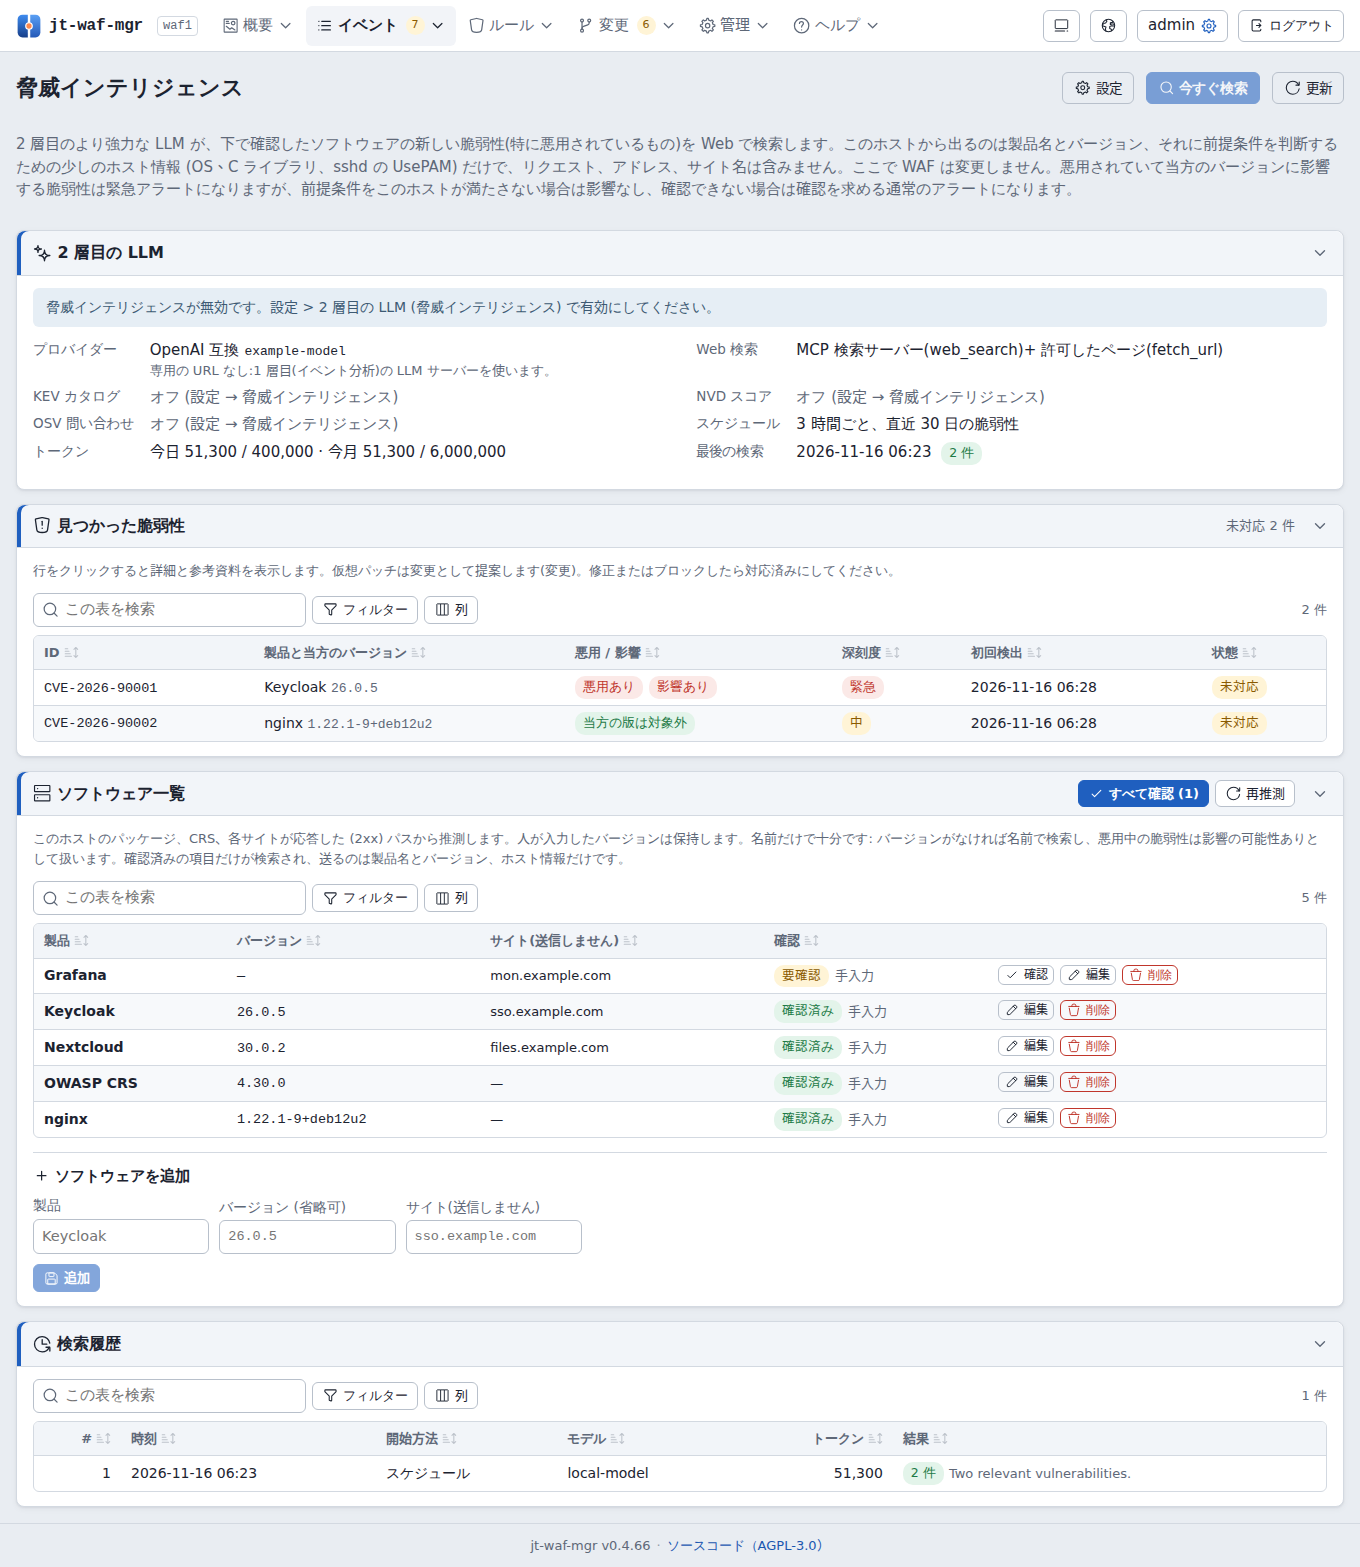 jt-waf-mgr waf1 概要 イベント 7 ルール 変更 6 管理 ヘルプ admin ログアウト
脅威インテリジェンス 設定 今すぐ検索 更新
2 層目のより強力な LLM が、下で確認したソフトウェアの新しい脆弱性(特に悪用されているもの)を Web で検索します。このホストから出るのは製品名とバージョン、それに前提条件を判断する
ための少しのホスト情報 (OS、C ライブラリ、sshd の UsePAM) だけで、リクエスト、アドレス、サイト名は含みません。ここで WAF は変更しません。悪用されていて当方のバージョンに影響
する脆弱性は緊急アラートになりますが、前提条件をこのホストが満たさない場合は影響なし、確認できない場合は確認を求める通常のアラートになります。
2 層目の LLM
脅威インテリジェンスが無効です。設定 > 2 層目の LLM (脅威インテリジェンス) で有効にしてください。
プロバイダー OpenAI 互換 example-model Web 検索 MCP 検索サーバー(web_search)+ 許可したページ(fetch_url)
専用の URL なし:1 層目(イベント分析)の LLM サーバーを使います。
KEV カタログ オフ (設定 → 脅威インテリジェンス) NVD スコア オフ (設定 → 脅威インテリジェンス)
OSV 問い合わせ オフ (設定 → 脅威インテリジェンス) スケジュール 3 時間ごと、直近 30 日の脆弱性
トークン 今日 51,300 / 400,000 · 今月 51,300 / 6,000,000 最後の検索 2026-11-16 06:23 2 件
見つかった脆弱性 未対応 2 件
行をクリックすると詳細と参考資料を表示します。仮想パッチは変更として提案します(変更)。修正またはブロックしたら対応済みにしてください。
この表を検索 フィルター 列 2 件
ID 製品と当方のバージョン 悪用 / 影響 深刻度 初回検出 状態
CVE-2026-90001 Keycloak 26.0.5 悪用あり 影響あり 緊急 2026-11-16 06:28 未対応
CVE-2026-90002 nginx 1.22.1-9+deb12u2 当方の版は対象外 中 2026-11-16 06:28 未対応
ソフトウェア一覧 すべて確認 (1) 再推測
このホストのパッケージ、CRS、各サイトが応答した (2xx) パスから推測します。人が入力したバージョンは保持します。名前だけで十分です: バージョンがなければ名前で検索し、悪用中の脆弱性は影響の可能性ありと
して扱います。確認済みの項目だけが検索され、送るのは製品名とバージョン、ホスト情報だけです。
この表を検索 フィルター 列 5 件
製品 バージョン サイト(送信しません) 確認
Grafana – mon.example.com 要確認 手入力 確認 編集 削除
Keycloak 26.0.5 sso.example.com 確認済み 手入力 編集 削除
Nextcloud 30.0.2 files.example.com 確認済み 手入力 編集 削除
OWASP CRS 4.30.0 — 確認済み 手入力 編集 削除
nginx 1.22.1-9+deb12u2 — 確認済み 手入力 編集 削除
ソフトウェアを追加
製品 バージョン (省略可) サイト(送信しません)
Keycloak 26.0.5 sso.example.com
追加
検索履歴
この表を検索 フィルター 列 1 件
# 時刻 開始方法 モデル トークン 結果
1 2026-11-16 06:23 スケジュール local-model 51,300 2 件 Two relevant vulnerabilities.
jt-waf-mgr v0.4.66 · ソースコード（AGPL-3.0）